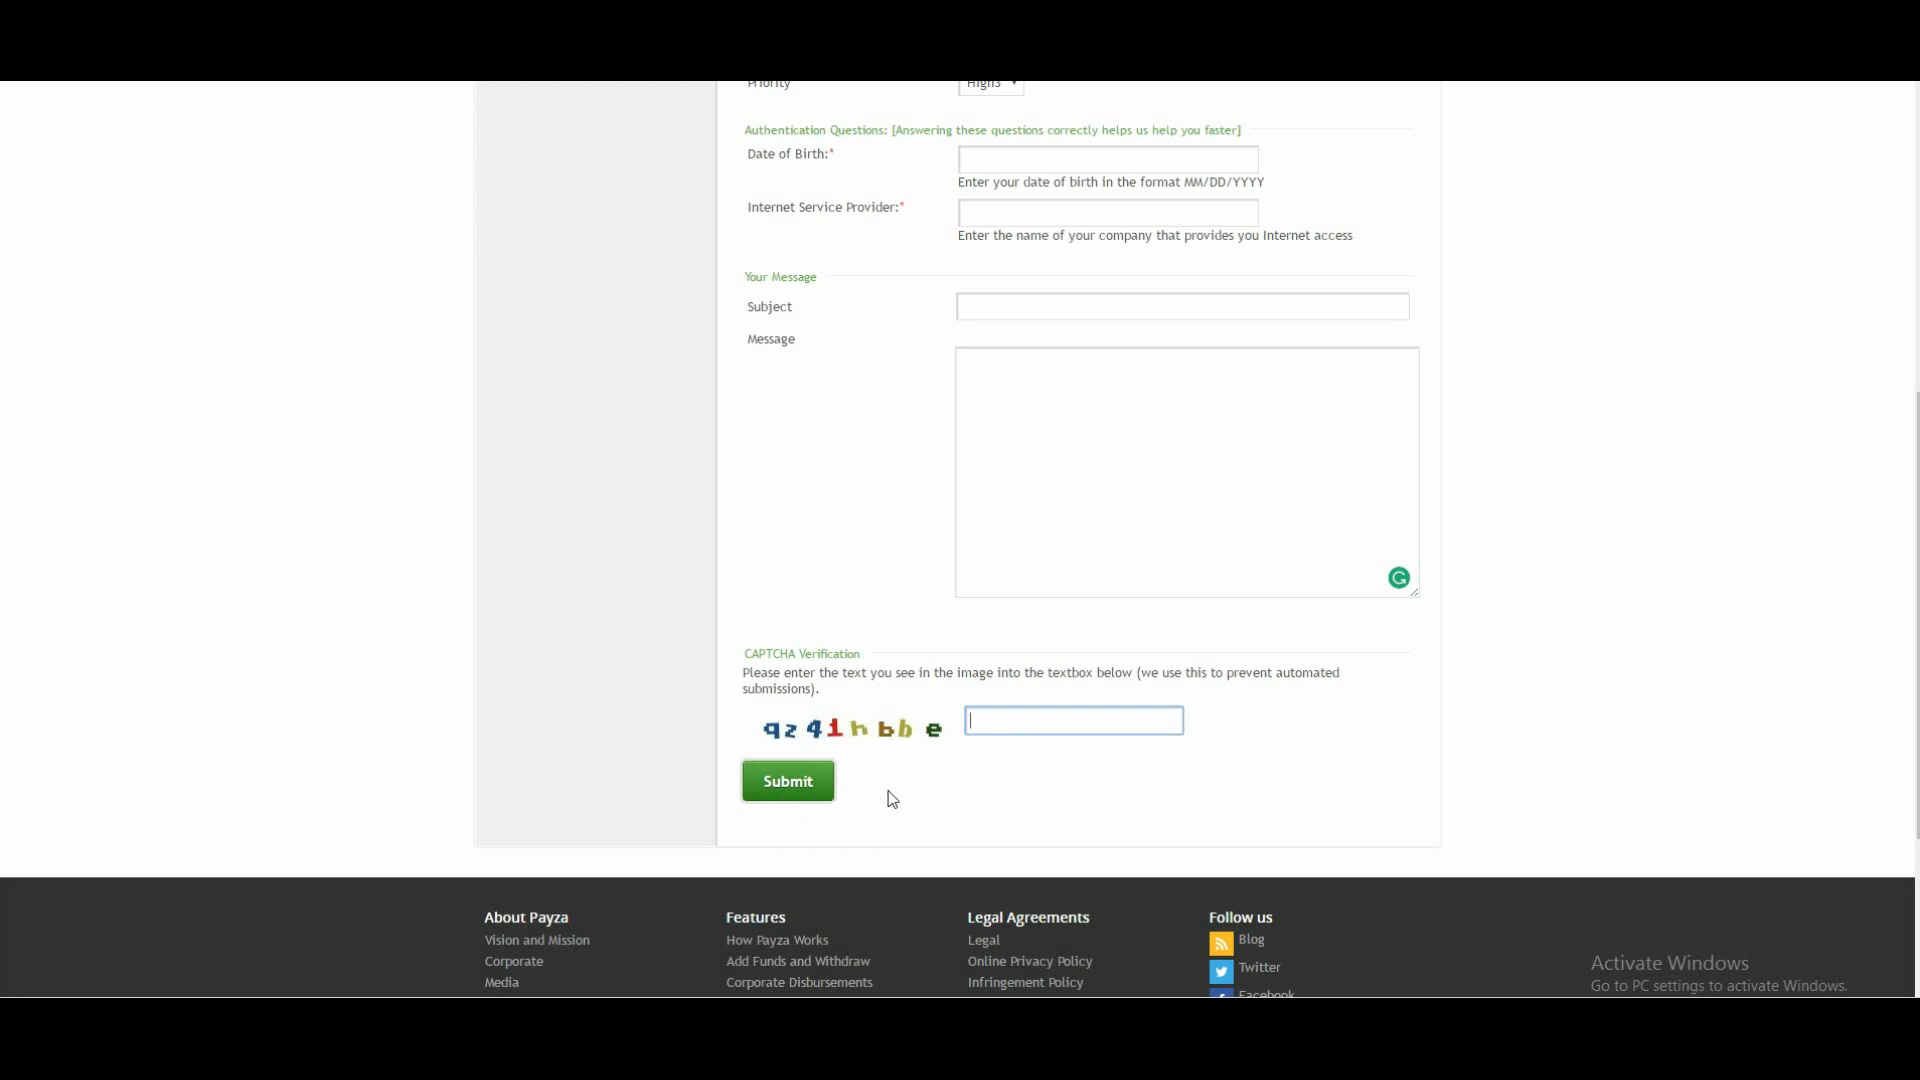 Priority
High3
Authentication Questions: [Answering these questions correctly helps us help you faster]
Date of Birth:*
Enter your date of birth in the format MM/DD/YYYY
Internet Service Provider:*
Enter the name of your company that provides you Internet access
Your Message
Subject
Message
CAPTCHA Verification
Please enter the text you see in the image into the textbox below (we use this to prevent automated
submissions).
Submit
About Payza
Vision and Mission
Corporate
Media
Features
How Payza Works
Add Funds and Withdraw
Corporate Disbursements
Legal Agreements
Legal
Online Privacy Policy
Infringement Policy
Follow us
Blog
Twitter
Facebook
Activate Windows
Go to PC settings to activate Windows.